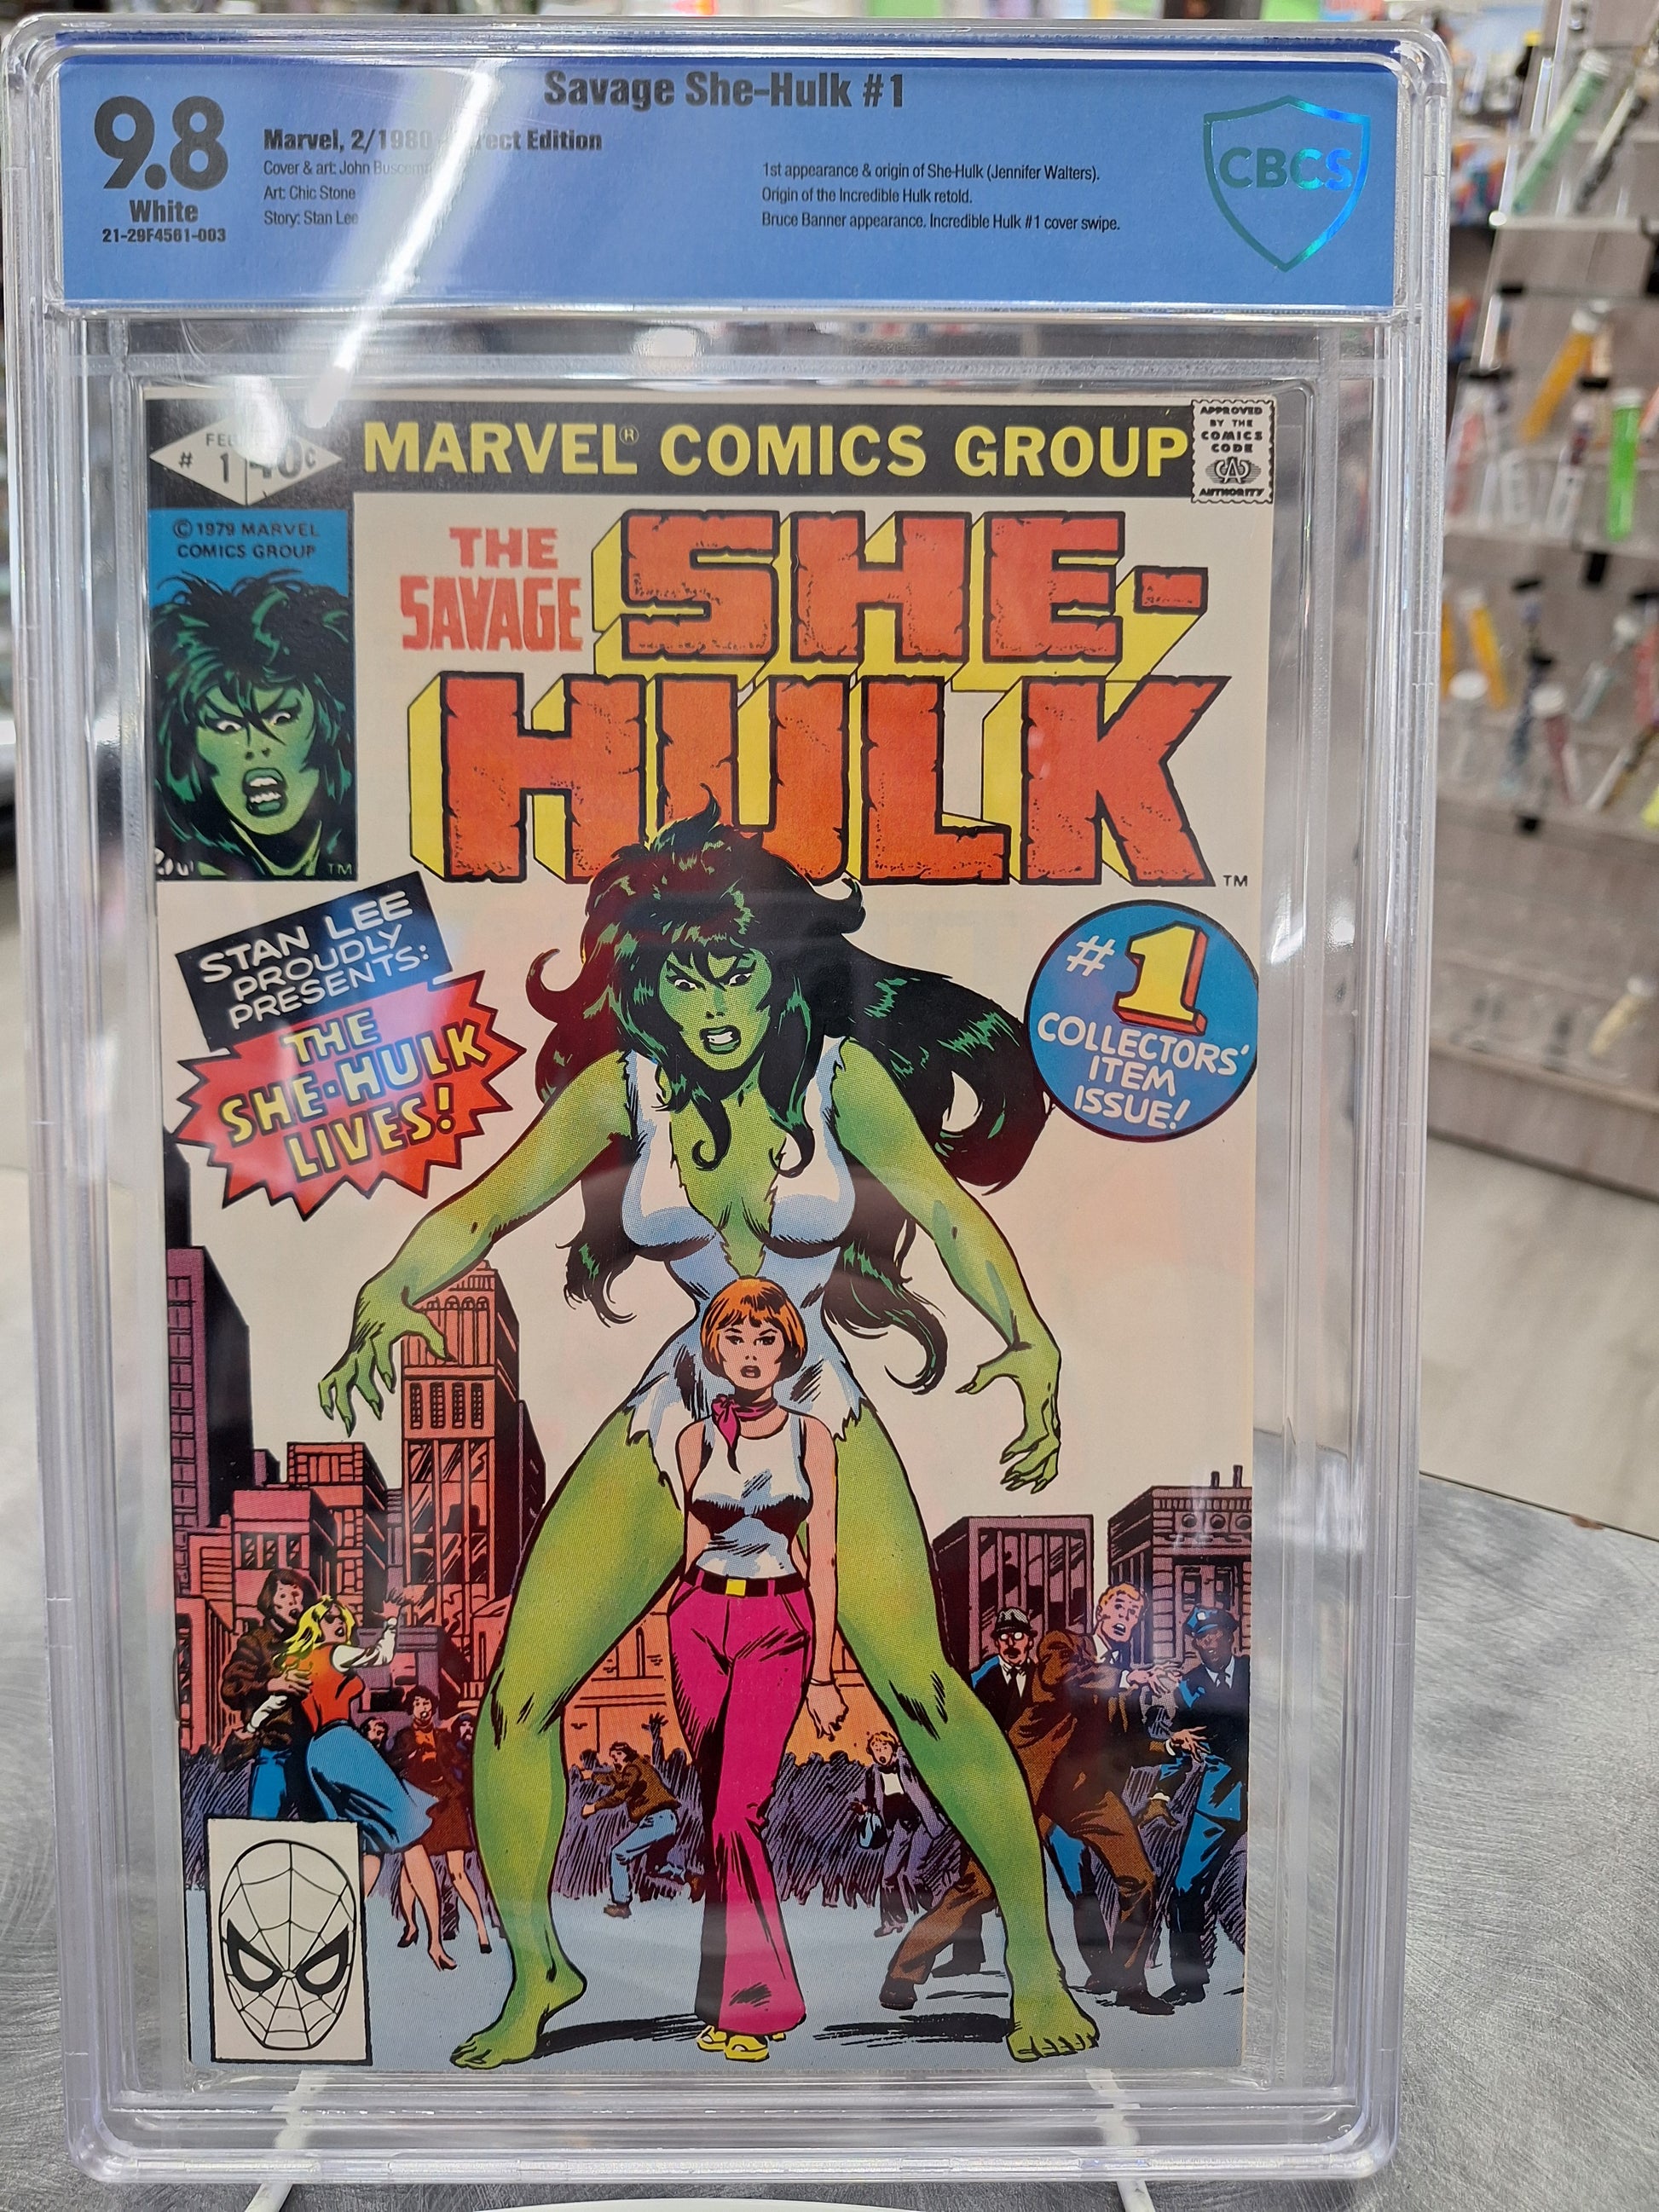 Savage She-Hulk #1
9.8
White
21-29F4561-003
Marvel, 2/1980 Direct Edition
Cover & art: John Buscema
Art: Chic Stone
Story: Stan Lee
1st appearance & origin of She-Hulk (Jennifer Walters).
Origin of the Incredible Hulk retold.
Bruce Banner appearance. Incredible Hulk #1 cover swipe.
CBCS
FEB
# 1
40¢
MARVEL® COMICS GROUP
APPROVED
BY THE
COMICS
CODE
CA
AUTHORITY
© 1979 MARVEL
COMICS GROUP
TM
THE
SAVAGE
SHE-
HULK
TM
STAN LEE
PROUDLY
PRESENTS:
THE
SHE-HULK
LIVES!
#1
COLLECTORS'
ITEM
ISSUE!